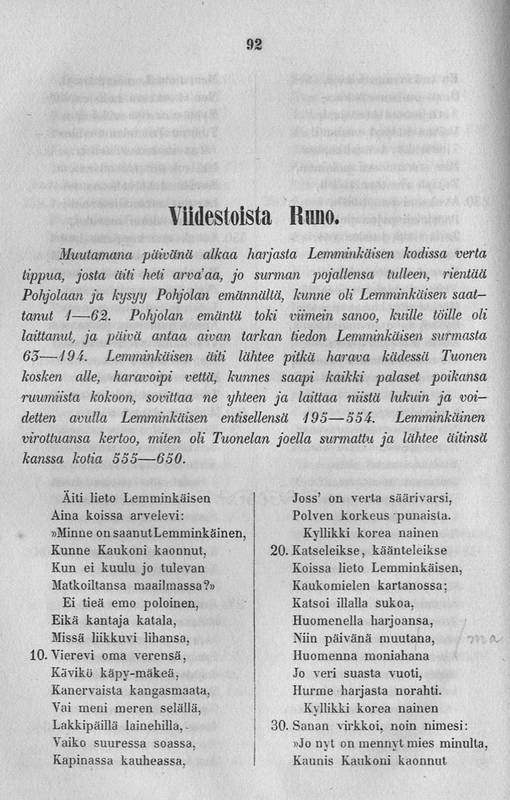 92
Viidestoista Runo.
Muutamana päivänä alkaa harjasta Lemminkäisen kodissa verta
tippua, josta äiti heti arvaʼaa, jo surman pojallensa tulleen, rientää
Pohjolaan ja kysyy Pohjolan emännältä, kunne oli Lemminkäisen saat-
tanut 1—62. Pohjolan emäntä toki viimein sanoo, kuille töille oli
laittanut, ja päivä antaa aivan tarkan tiedon Lemminkäisen surmasta
63—194. Lemminkäisen äiti lähtee pitkä harava kädessä Tuonen
kosken alle, haravoipi vettä, kunnes saapi kaikki palaset poikansa
ruumiista kokoon, sovittaa ne yhteen ja laittaa niistä lukuin ja voi-
detten avulla Lemminkäisen entisellensä 195—554. Lemminkäinen
virottuansa kertoo, miten oli Tuonelan joella surmattu ja lähtee äitinsä
kanssa kotia 555—650.
Äiti lieto Lemminkäisen
Aina koissa arvelevi:
»Minne on saanut Lemminkäinen,
Kunne Kaukoni kaonnut,
Kun ei kuulu jo tulevan
Matkoiltansa maailmassa?»
Ei tieä emo poloinen,
Eikä kantaja katala,
Missä liikkuvi lihansa,
10. Vierevi oma verensä,
Kävikö käpy-mäkeä,
Kanervaista kangasmaata,
Vai meni meren selällä,
Lakkipäillä lainehilla,
Vaiko suuressa soassa,
Kapinassa kauheassa,
Joss' on verta säärivarsi,
Polven korkeus punaista.
Kyllikki korea nainen
20. Katseleikse, käänteleikse
Koissa lieto Lemminkäisen,
Kaukomielen kartanossa;
Katsoi illalla sukoa,
Huomenella harjoansa,
Niin päivänä muutana,
Huomenna moniahana
Jo veri suasta vuoti,
Hurme harjasta norahti.
Kyllikki korea nainen
30. Sanan virkkoi, noin nimesi:
»Jo nyt on mennyt mies minulta,
Kaunis Kaukoni kaonnut